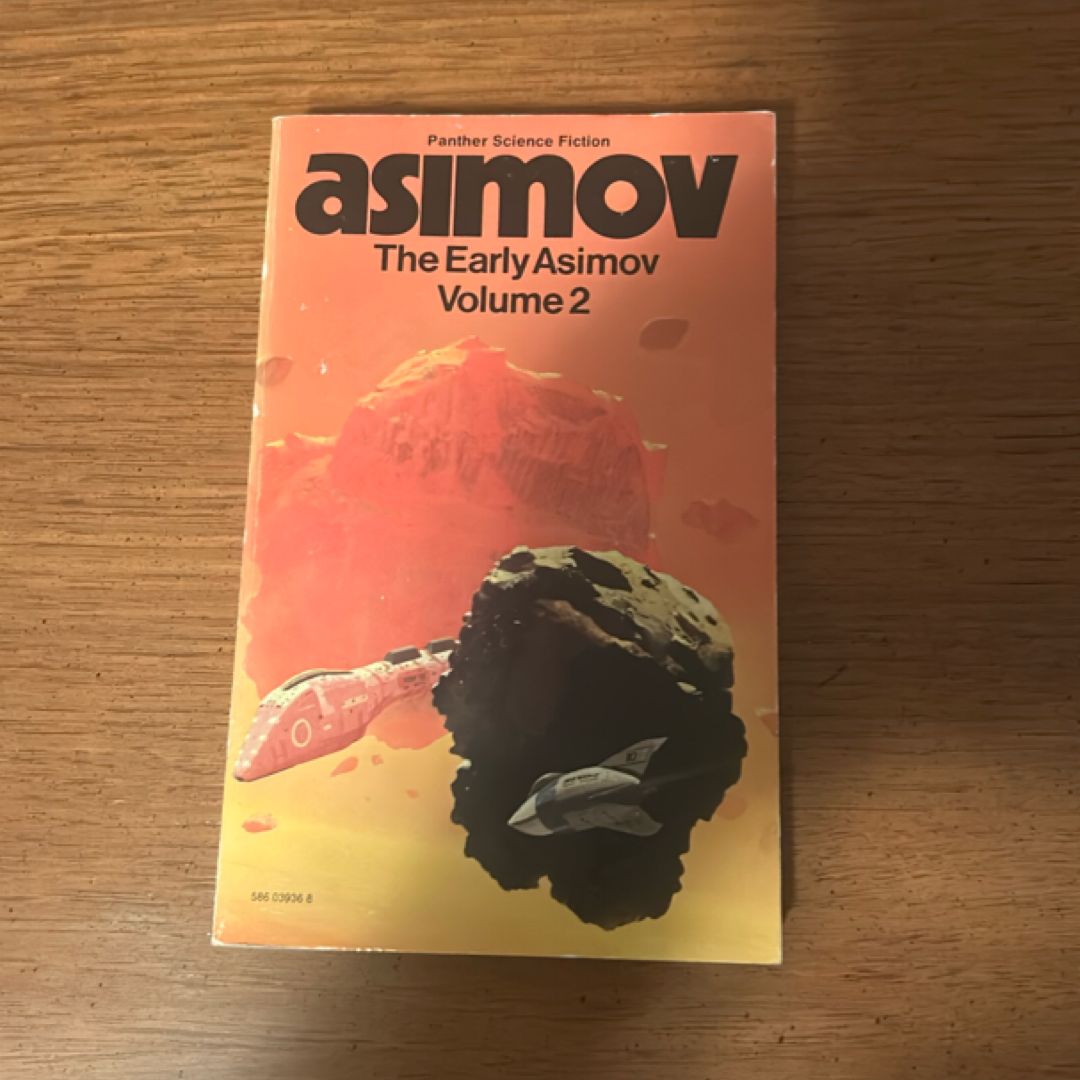 Panther Science Fiction
asimov
The Early Asimov
Volume 2
586 03936 8